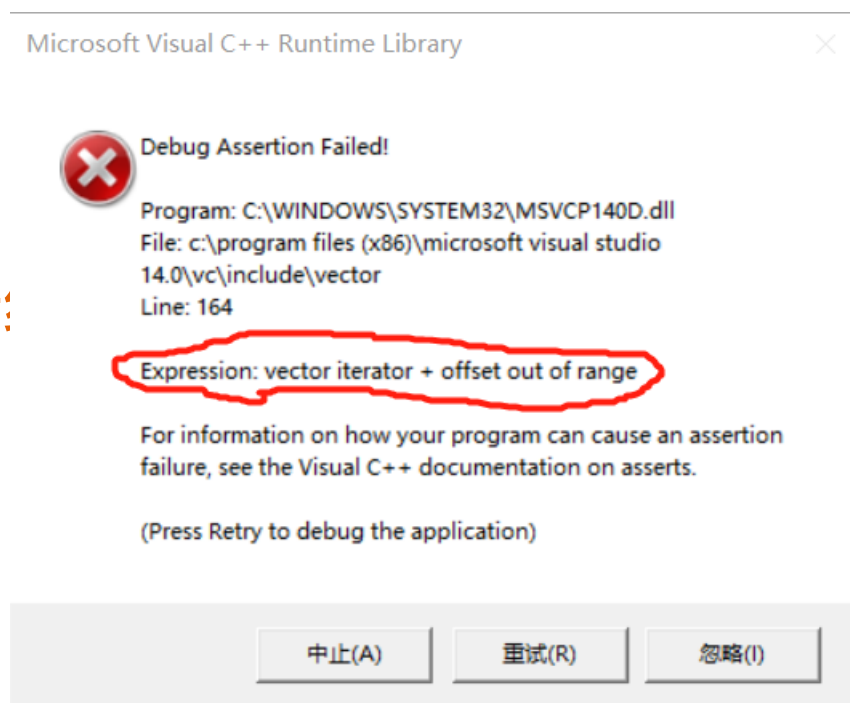 Microsoft Visual C++ Runtime Library
Debug Assertion Failed!
Program: C:\WINDOWS\SYSTEM32\MSVCP140D.dll
File: c:\program files (x86)\microsoft visual studio
14.0\vc\include\vector
Line: 164
Expression: vector iterator + offset out of range
For information on how your program can cause an assertion
failure, see the Visual C++ documentation on asserts.
(Press Retry to debug the application)
中止(A) 重试(R) 忽略(I)